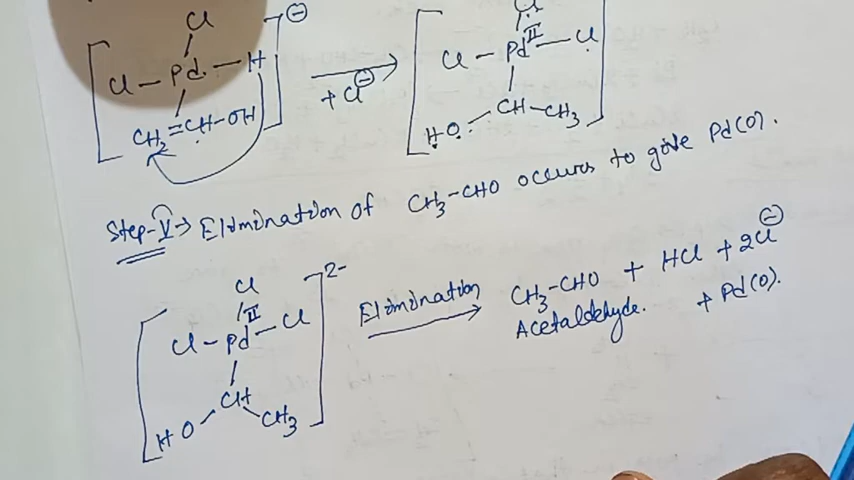 Cl
⊖
Cl — Pd — H
CH₂=CH-OH
+ Cl⊖
Cl
Cl — Pd^II — Cl
CH-CH₃
HO
Step-V → Elimination of CH₃-CHO occurs to give Pd(0).
2-
Cl
Cl - Pd^II - Cl
CH
HO
CH₃
Elimination
CH₃-CHO + HCl + 2Cl⊖
Acetaldehyde. + Pd(0).